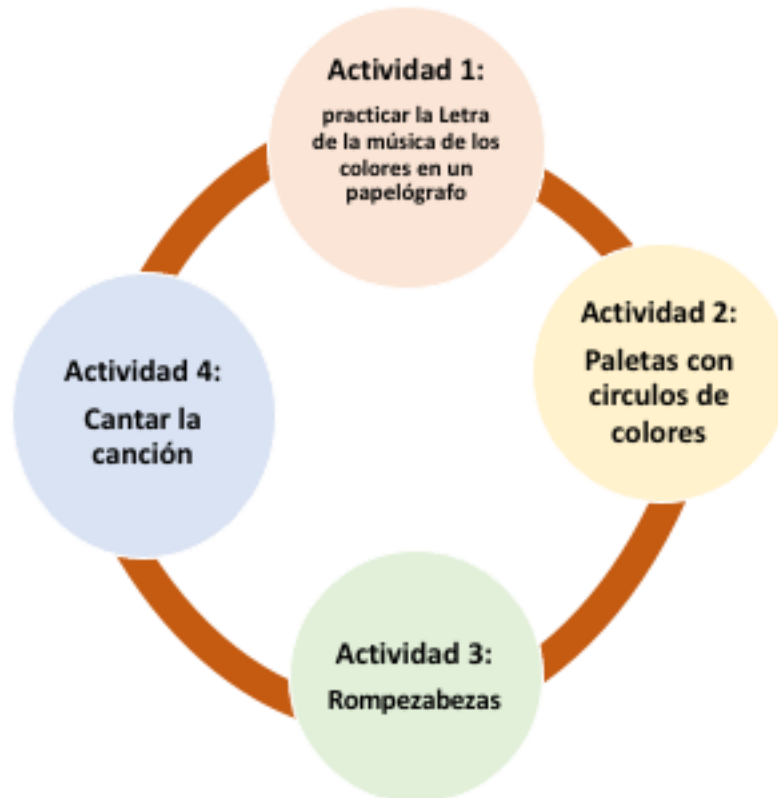 Actividad 1:
practicar la Letra
de la música de los
colores en un
papelógrafo
Actividad 2:
Paletas con
circulos de
colores
Actividad 3:
Rompezabezas
Actividad 4:
Cantar la
canción